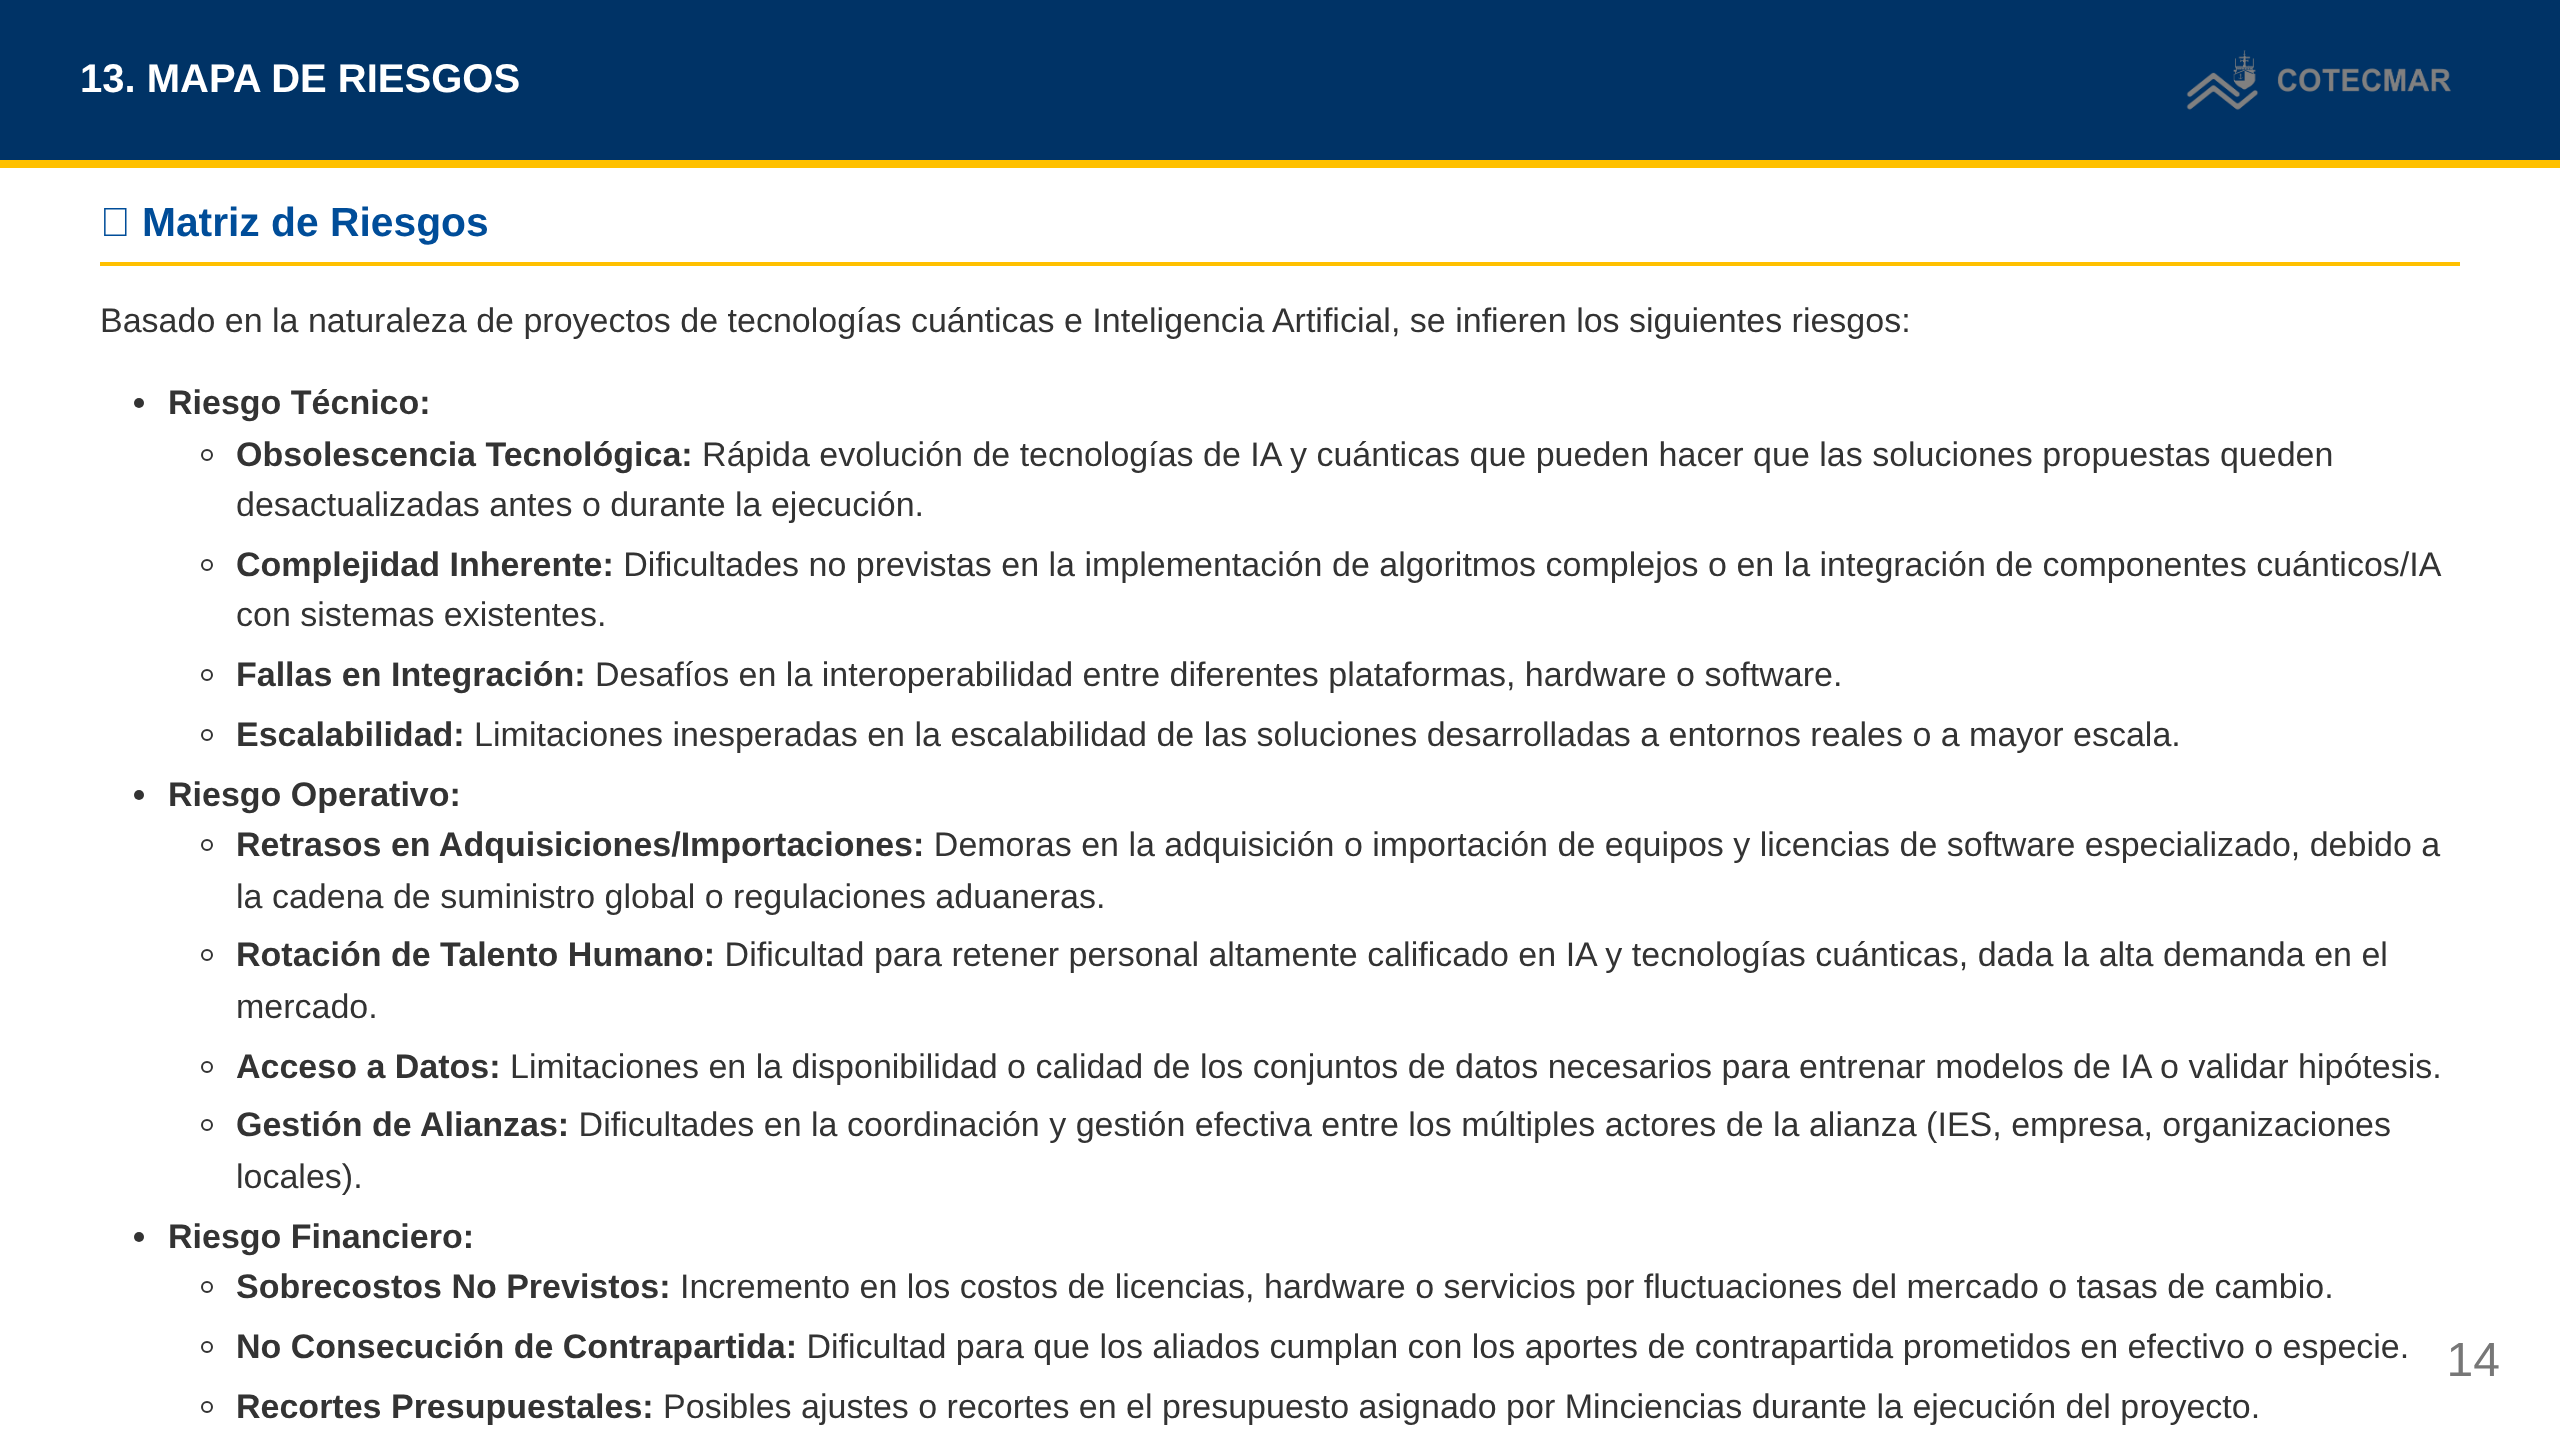 13. MAPA DE RIESGOS
COTECMAR
Matriz de Riesgos
Basado en la naturaleza de proyectos de tecnologías cuánticas e Inteligencia Artificial, se infieren los siguientes riesgos:
• Riesgo Técnico:
◦ Obsolescencia Tecnológica: Rápida evolución de tecnologías de IA y cuánticas que pueden hacer que las soluciones propuestas queden
desactualizadas antes o durante la ejecución.
◦ Complejidad Inherente: Dificultades no previstas en la implementación de algoritmos complejos o en la integración de componentes cuánticos/IA
con sistemas existentes.
◦ Fallas en Integración: Desafíos en la interoperabilidad entre diferentes plataformas, hardware o software.
◦ Escalabilidad: Limitaciones inesperadas en la escalabilidad de las soluciones desarrolladas a entornos reales o a mayor escala.
• Riesgo Operativo:
◦ Retrasos en Adquisiciones/Importaciones: Demoras en la adquisición o importación de equipos y licencias de software especializado, debido a
la cadena de suministro global o regulaciones aduaneras.
◦ Rotación de Talento Humano: Dificultad para retener personal altamente calificado en IA y tecnologías cuánticas, dada la alta demanda en el
mercado.
◦ Acceso a Datos: Limitaciones en la disponibilidad o calidad de los conjuntos de datos necesarios para entrenar modelos de IA o validar hipótesis.
◦ Gestión de Alianzas: Dificultades en la coordinación y gestión efectiva entre los múltiples actores de la alianza (IES, empresa, organizaciones
locales).
• Riesgo Financiero:
◦ Sobrecostos No Previstos: Incremento en los costos de licencias, hardware o servicios por fluctuaciones del mercado o tasas de cambio.
◦ No Consecución de Contrapartida: Dificultad para que los aliados cumplan con los aportes de contrapartida prometidos en efectivo o especie.
◦ Recortes Presupuestales: Posibles ajustes o recortes en el presupuesto asignado por Minciencias durante la ejecución del proyecto.
14